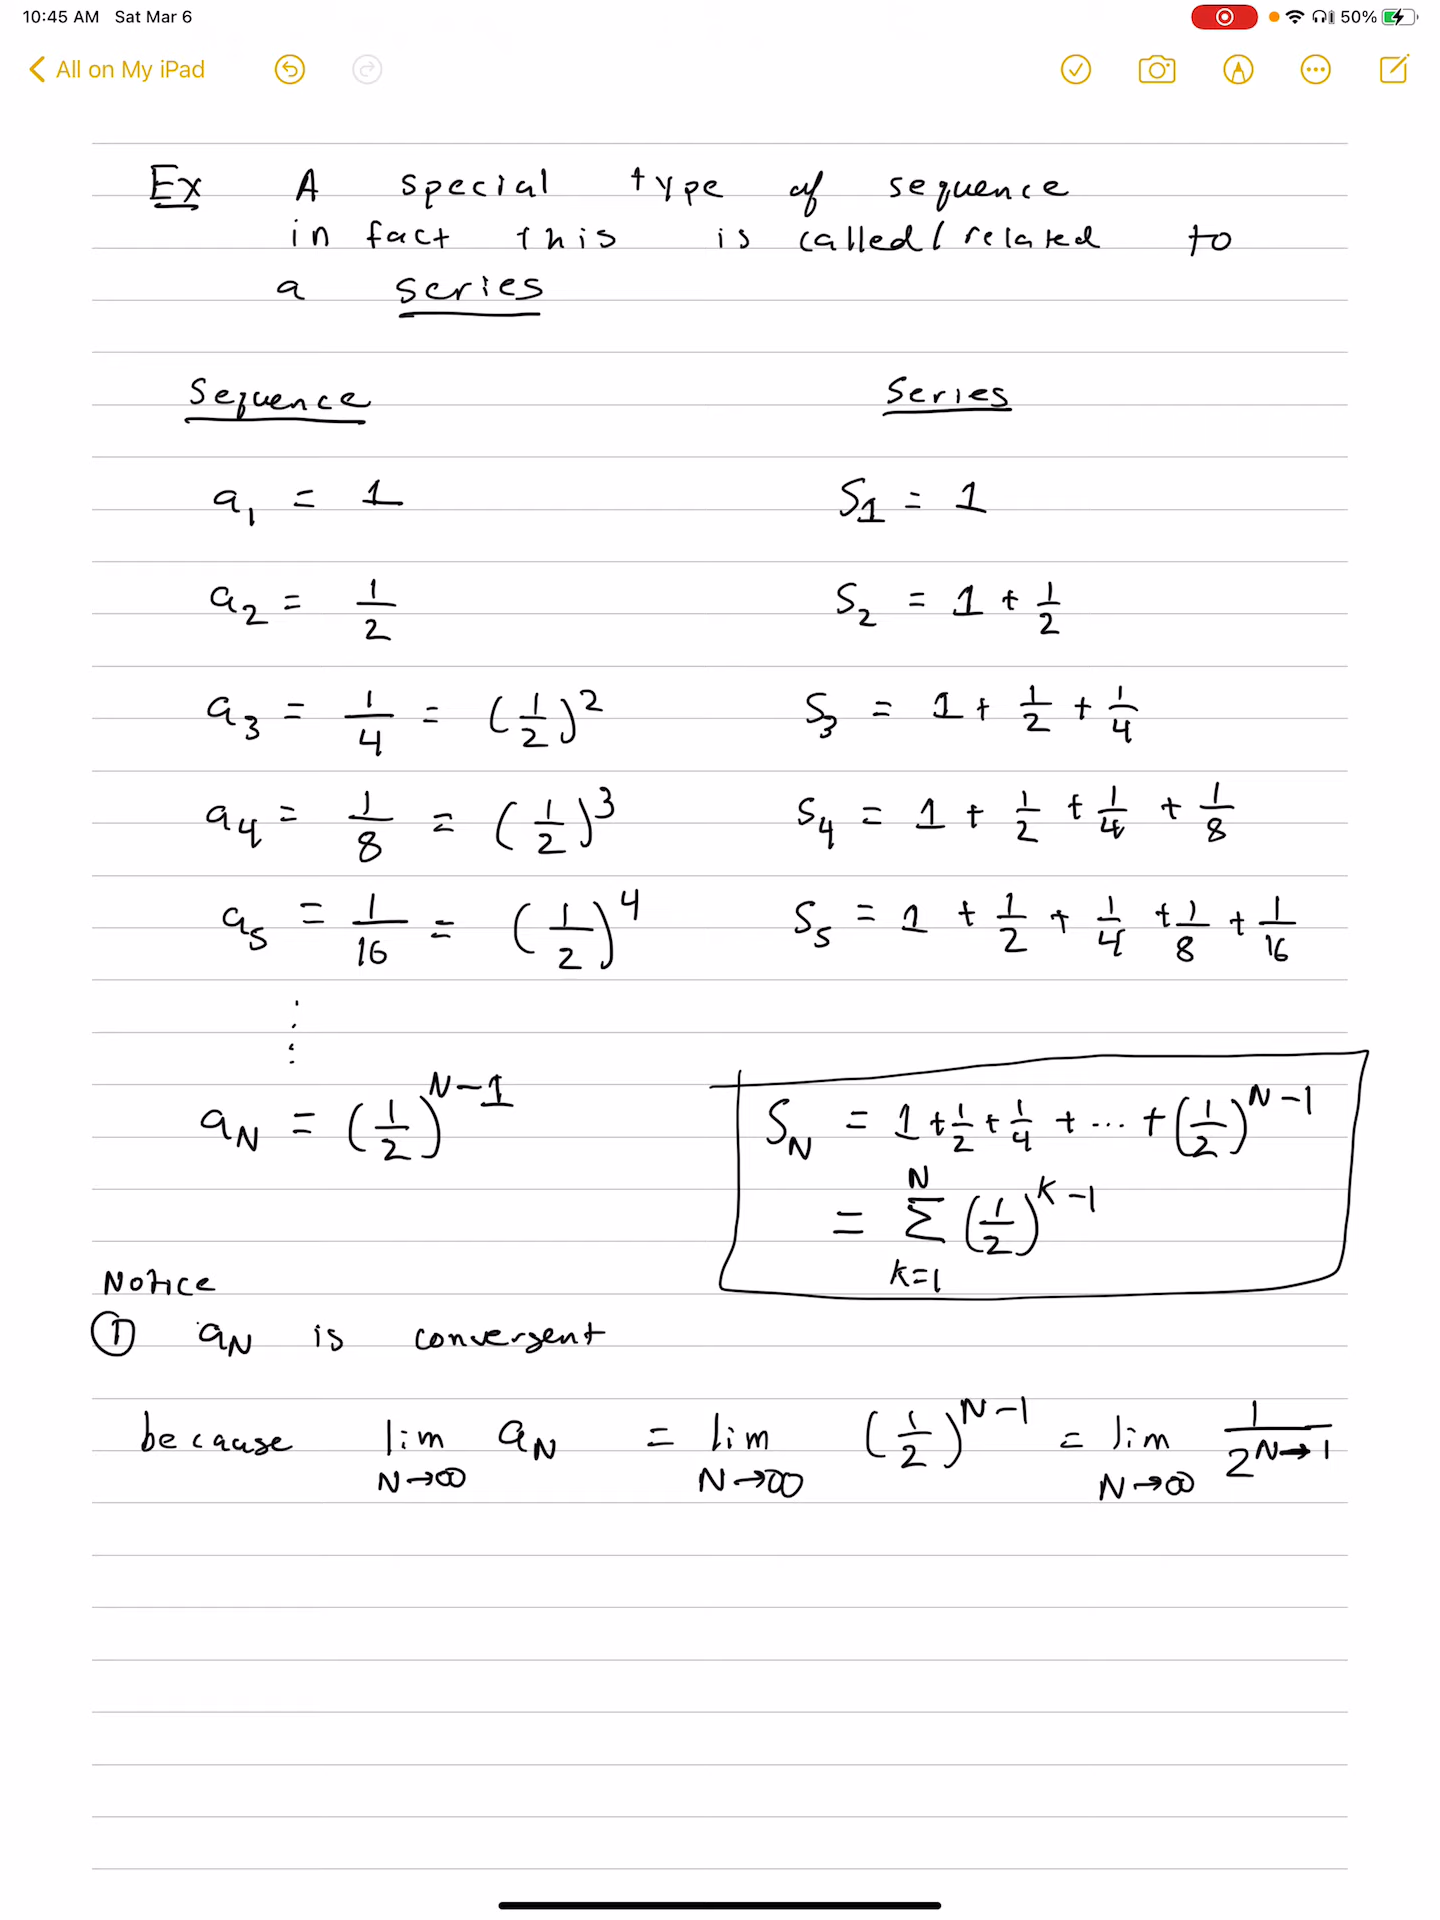 10:45 AM Sat Mar 6 50%
All on My iPad
Ex A special type of sequence
in fact this is called/related to
a series
Sequence Series
a₁ = 1 S₁ = 1
a₂ = 1/2 S₂ = 1 + 1/2
a₃ = 1/4 = (1/2)² S₃ = 1 + 1/2 + 1/4
a₄ = 1/8 = (1/2)³ S₄ = 1 + 1/2 + 1/4 + 1/8
a₅ = 1/16 = (1/2)⁴ S₅ = 1 + 1/2 + 1/4 + 1/8 + 1/16
⋮
a_N = (1/2)^(N-1) S_N = 1 + 1/2 + 1/4 + ... + (1/2)^(N-1)
= Σ_{k=1}^{N} (1/2)^(k-1)
Notice
① a_N is convergent
because lim_{N→∞} a_N = lim_{N→∞} (1/2)^(N-1) = lim_{N→∞} 1/2^(N→1)